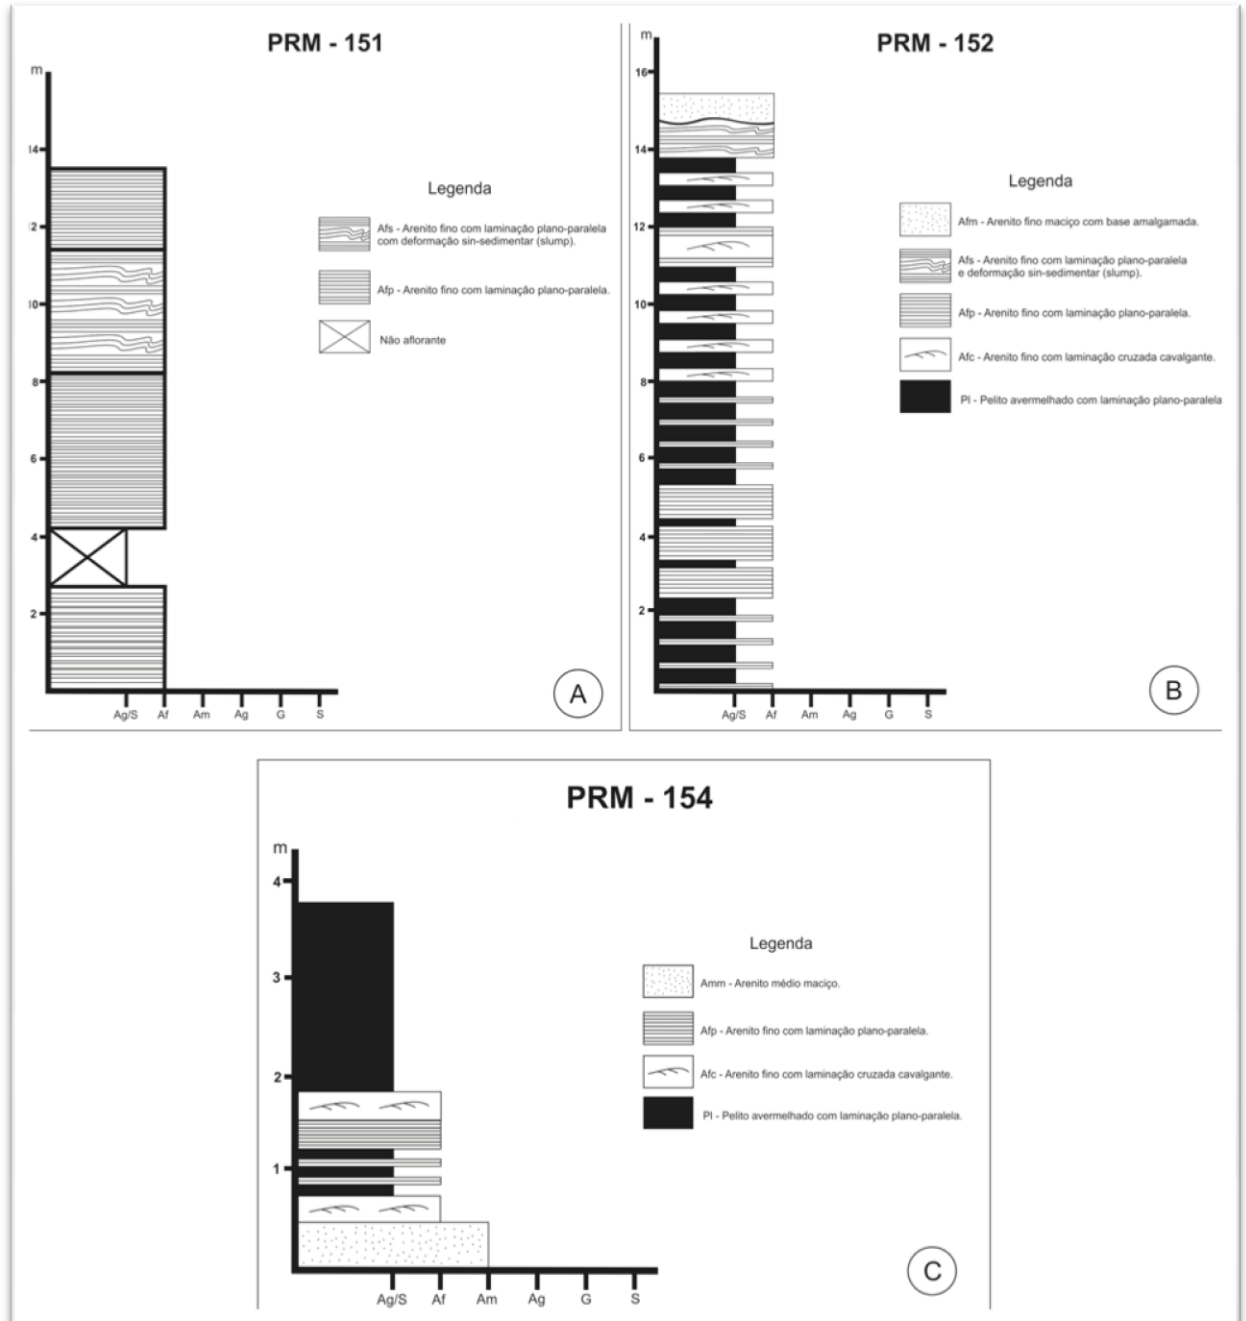 PRM - 151
m
14
12
10
8
6
4
2
Ag/S Af Am Ag G S
Legenda
Afs - Arenito fino com laminação plano-paralela
com deformação sin-sedimentar (slump).
Afp - Arenito fino com laminação plano-paralela.
Não aflorante
A
PRM - 152
m
16
14
12
10
8
6
4
2
Ag/S Af Am Ag G S
Legenda
Afm - Arenito fino maciço com base amalgamada.
Afs - Arenito fino com laminação plano-paralela
e deformação sin-sedimentar (slump).
Afp - Arenito fino com laminação plano-paralela.
Afc - Arenito fino com laminação cruzada cavalgante.
Pl - Pelito avermelhado com laminação plano-paralela
B
PRM - 154
m
4
3
2
1
Ag/S Af Am Ag G S
Legenda
Amm - Arenito médio maciço.
Afp - Arenito fino com laminação plano-paralela.
Afc - Arenito fino com laminação cruzada cavalgante.
Pl - Pelito avermelhado com laminação plano-paralela.
C